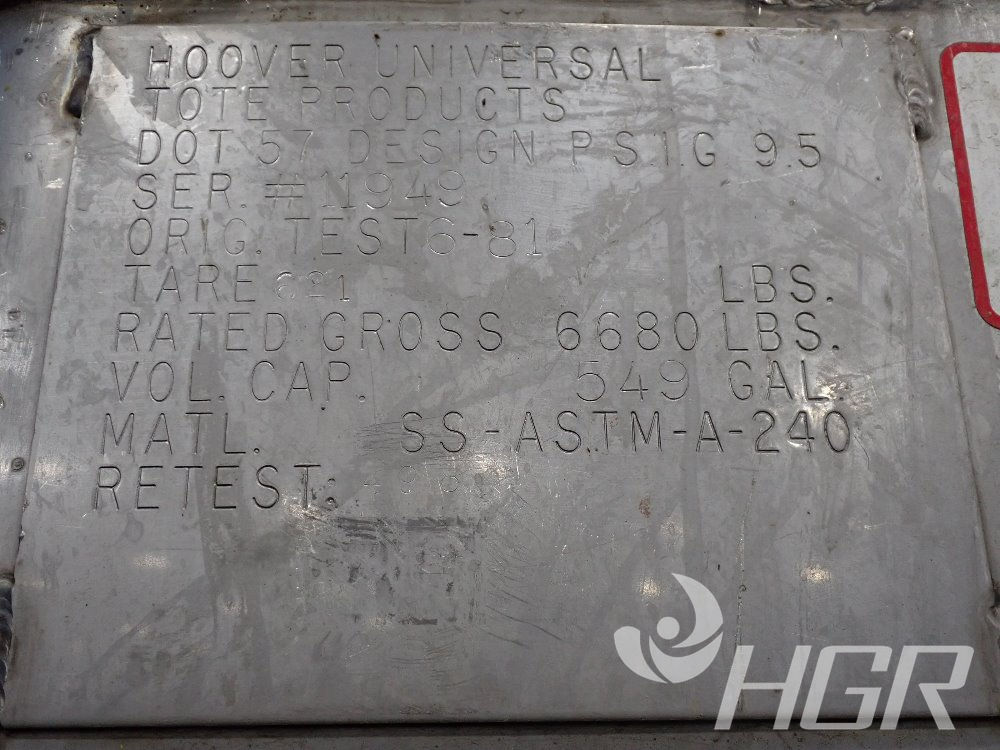 HOOVER UNIVERSAL
TOTE PRODUCTS
DOT 57 DESIGN P.S.I.G 9.5
SER. #11949
ORIG. TEST 6-81
TARE 621 LBS.
RATED GROSS 6680 LBS.
VOL. CAP. 549 GAL.
MATL. SS-ASTM-A-240
RETEST:
HGR